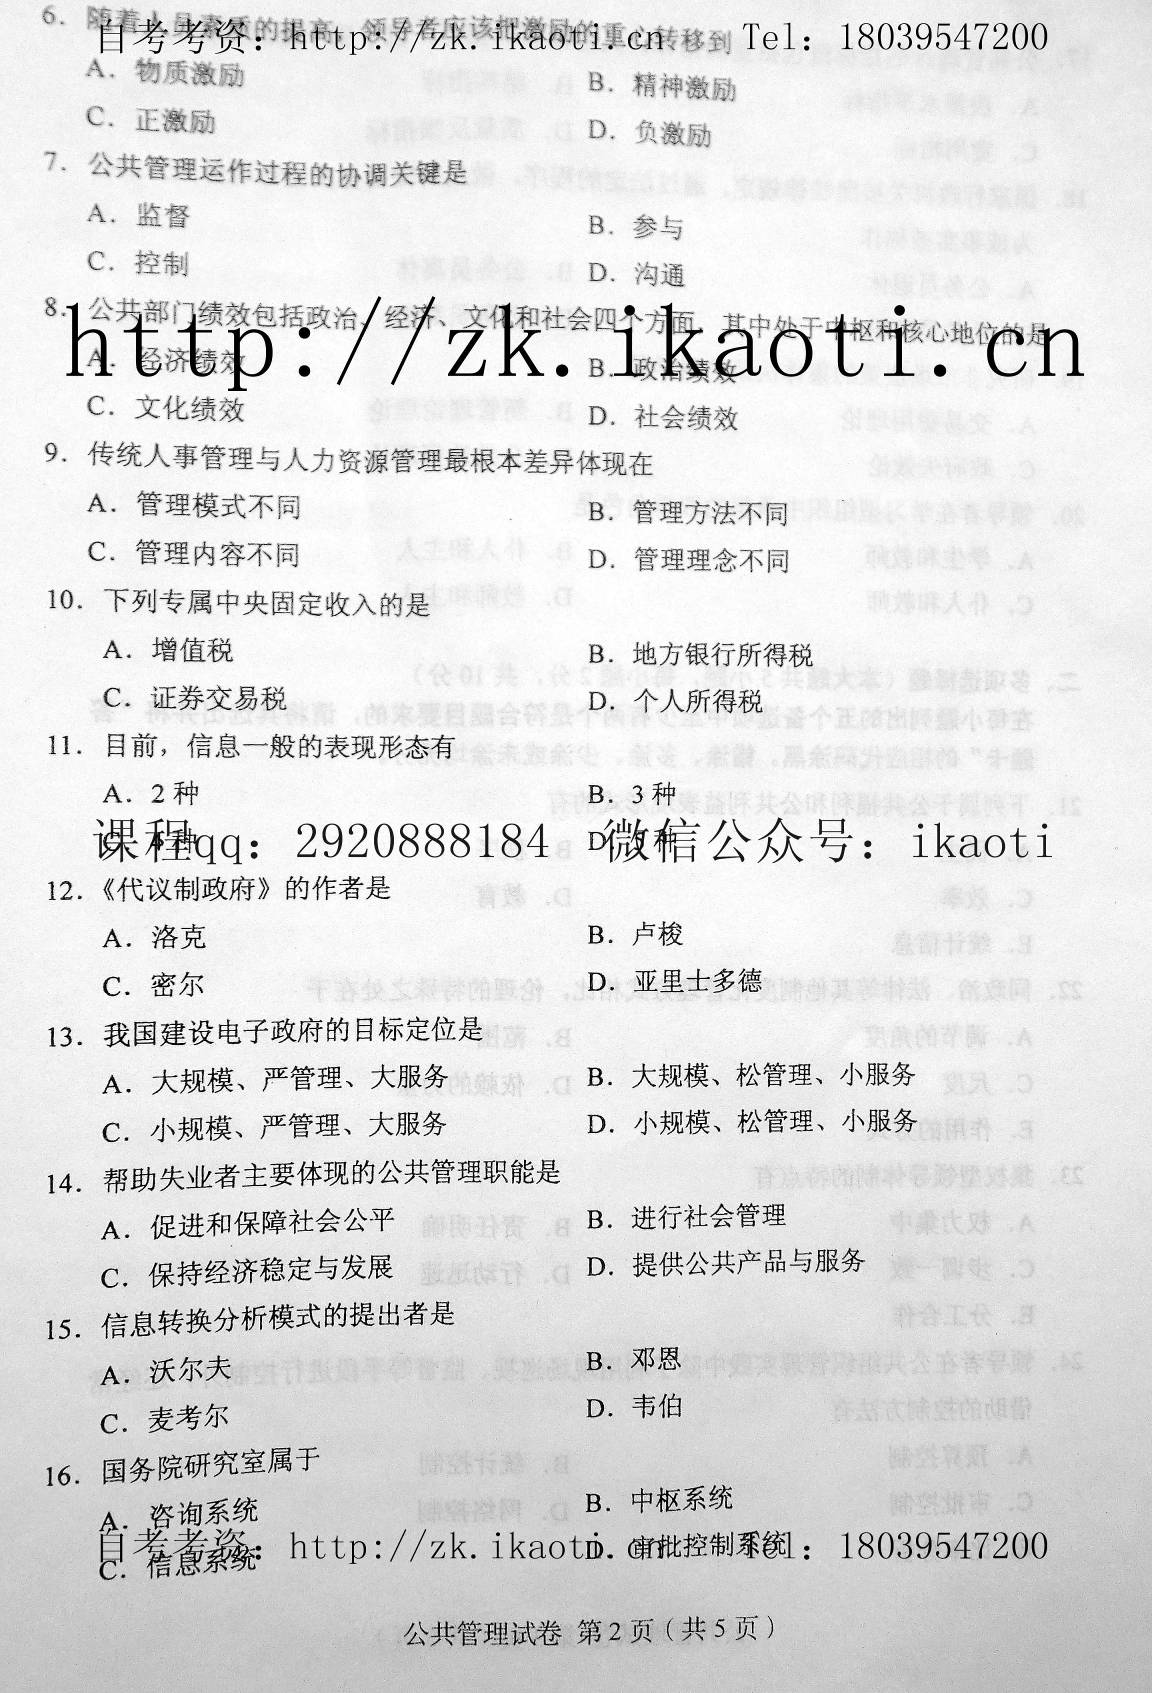 6. 随着人员素质的提高，领导者应该把激励的重心转移到
自考考资：http://zk.ikaoti.cn Tel：18039547200
A. 物质激励 B. 精神激励
C. 正激励 D. 负激励
7. 公共管理运作过程的协调关键是
A. 监督 B. 参与
C. 控制 D. 沟通
8. 公共部门绩效包括政治、经济、文化和社会四个方面，其中处于中枢和核心地位的是
http://zk.ikaoti.cn
A. 经济绩效 B. 政治绩效
C. 文化绩效 D. 社会绩效
9. 传统人事管理与人力资源管理最根本差异体现在
A. 管理模式不同 B. 管理方法不同
C. 管理内容不同 D. 管理理念不同
10. 下列专属中央固定收入的是
A. 增值税 B. 地方银行所得税
C. 证券交易税 D. 个人所得税
11. 目前，信息一般的表现形态有
A. 2 种 B. 3 种
C. 种 D. 种
课程qq：2920888184 微信公众号：ikaoti
12.《代议制政府》的作者是
A. 洛克 B. 卢梭
C. 密尔 D. 亚里士多德
13. 我国建设电子政府的目标定位是
A. 大规模、严管理、大服务 B. 大规模、松管理、小服务
C. 小规模、严管理、大服务 D. 小规模、松管理、小服务
14. 帮助失业者主要体现的公共管理职能是
A. 促进和保障社会公平 B. 进行社会管理
C. 保持经济稳定与发展 D. 提供公共产品与服务
15. 信息转换分析模式的提出者是
A. 沃尔夫 B. 邓恩
C. 麦考尔 D. 韦伯
16. 国务院研究室属于
A. 咨询系统 B. 中枢系统
自考考资：http://zk.ikaoti.cn Tel：18039547200
C. 信息系统 D. 审批控制系统
公共管理试卷 第 2 页（共 5 页）